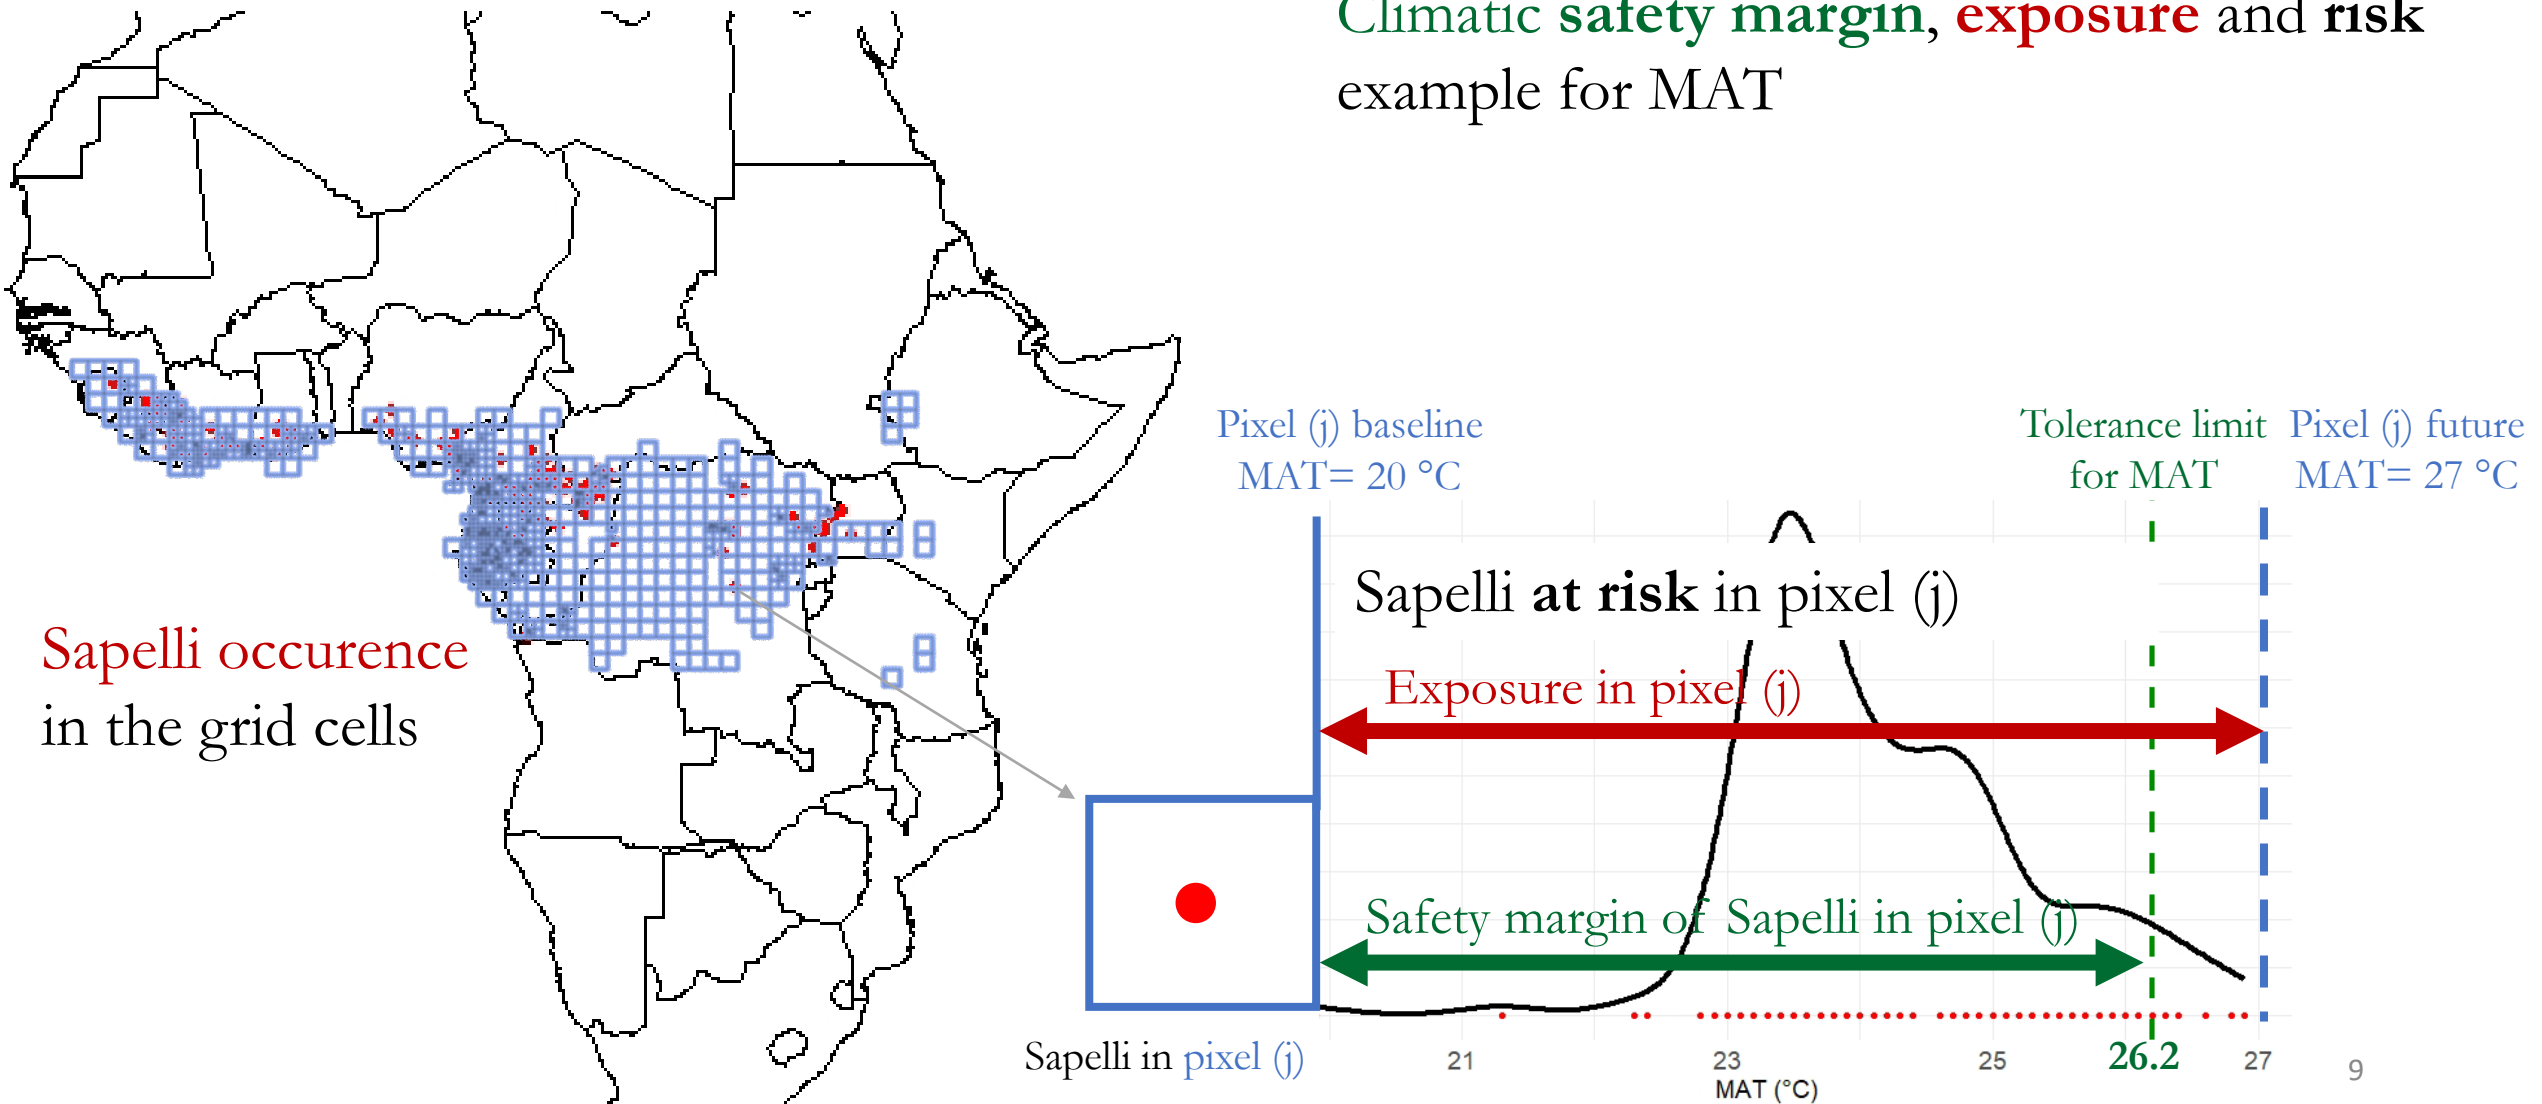 Climatic safety margin, exposure and risk
example for MAT
Pixel (j) baseline
MAT= 20 °C
Tolerance limit
for MAT
Pixel (j) future
MAT= 27 °C
Sapelli at risk in pixel (j)
Sapelli occurence
in the grid cells
Exposure in pixel (j)
Safety margin of Sapelli in pixel (j)
Sapelli in pixel (j)
21
23
25
26.2
27
MAT (°C)
9